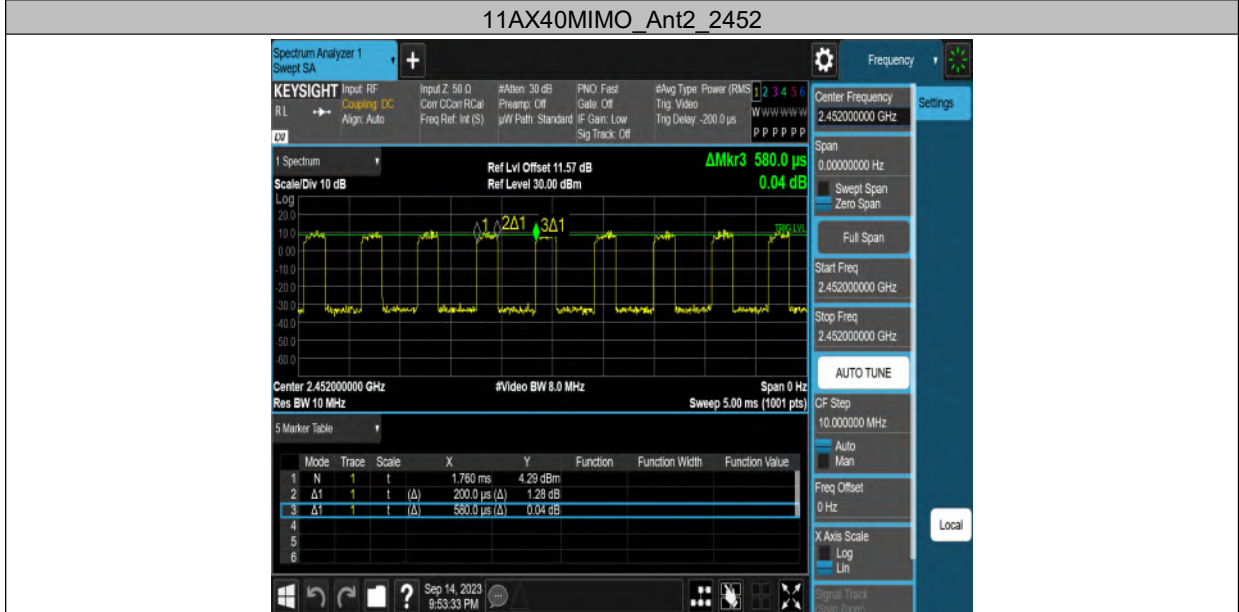 11AX40MIMO_Ant2_2452
Spectrum Analyzer 1
Swept SA
+
Frequency
KEYSIGHT Input: RF Input Z: 50 Ω #Atten: 30 dB PNO: Fast #Avg Type: Power (RMS 1 2 3 4 5 6
R L Coupling: DC Corr CCorr RCal Preamp: Off Gate: Off Trig: Video W W W W W W
Align: Auto Freq Ref: Int (S) µW Path: Standard IF Gain: Low Trig Delay: -200.0 µs
Sig Track: Off P P P P P P
LXI
1 Spectrum
Scale/Div 10 dB
Ref Lvl Offset 11.57 dB
Ref Level 30.00 dBm
ΔMkr3 580.0 µs
0.04 dB
Log
20.0
10.0
0.00
-10.0
-20.0
-30.0
-40.0
-50.0
-60.0
1 2Δ1 3Δ1
TRIG LVL
Center 2.452000000 GHz #Video BW 8.0 MHz Span 0 Hz
Res BW 10 MHz Sweep 5.00 ms (1001 pts)
5 Marker Table
Mode Trace Scale X Y Function Function Width Function Value
1 N 1 t 1.760 ms 4.29 dBm
2 Δ1 1 t (Δ) 200.0 µs (Δ) 1.28 dB
3 Δ1 1 t (Δ) 580.0 µs (Δ) 0.04 dB
4
5
6
Center Frequency
2.452000000 GHz
Settings
Span
0.00000000 Hz
Swept Span
Zero Span
Full Span
Start Freq
2.452000000 GHz
Stop Freq
2.452000000 GHz
AUTO TUNE
CF Step
10.000000 MHz
Auto
Man
Freq Offset
0 Hz
X Axis Scale
Log
Lin
Local
Signal Track
(Span Zoom)
?
Sep 14, 2023
9:53:33 PM